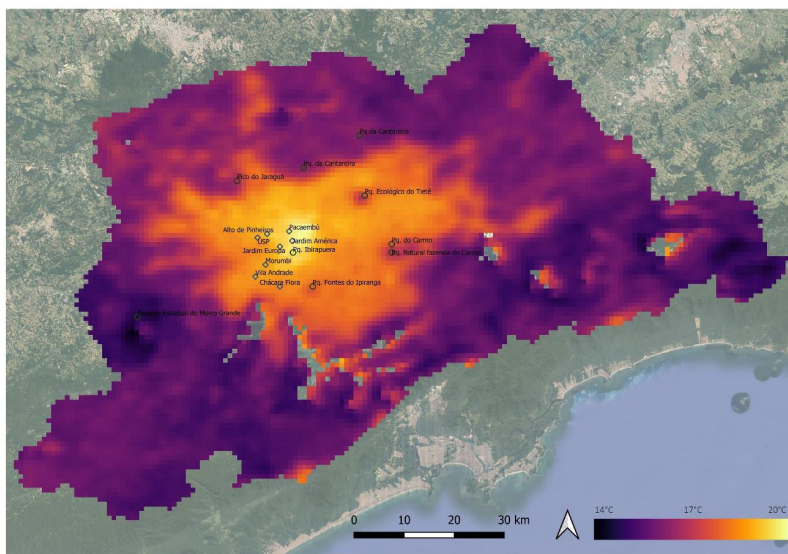 Pq da Cantareira
Pq. da Cantareira
Pico do Jaraguá
Pq. Ecológico do Tietê
Pacaembú
Alto de Pinheiros
USP
Jardim América
Jardim Europa
Pq. Ibirapuera
Pq. do Carmo
Pq. Natural fazenda do Carmo
Morumbi
Vila Andrade
Chácara Flora
Pq. Fontes do Ipiranga
Estadual do Morro Grande
14°C
17°C
20°C
0 10 20 30 km